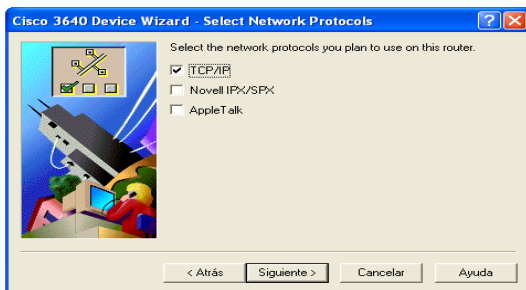 Cisco 3640 Device Wizard - Select Network Protocols
Select the network protocols you plan to use on this router.
TCP/IP
Novell IPX/SPX
AppleTalk
< Atrás Siguiente > Cancelar Ayuda